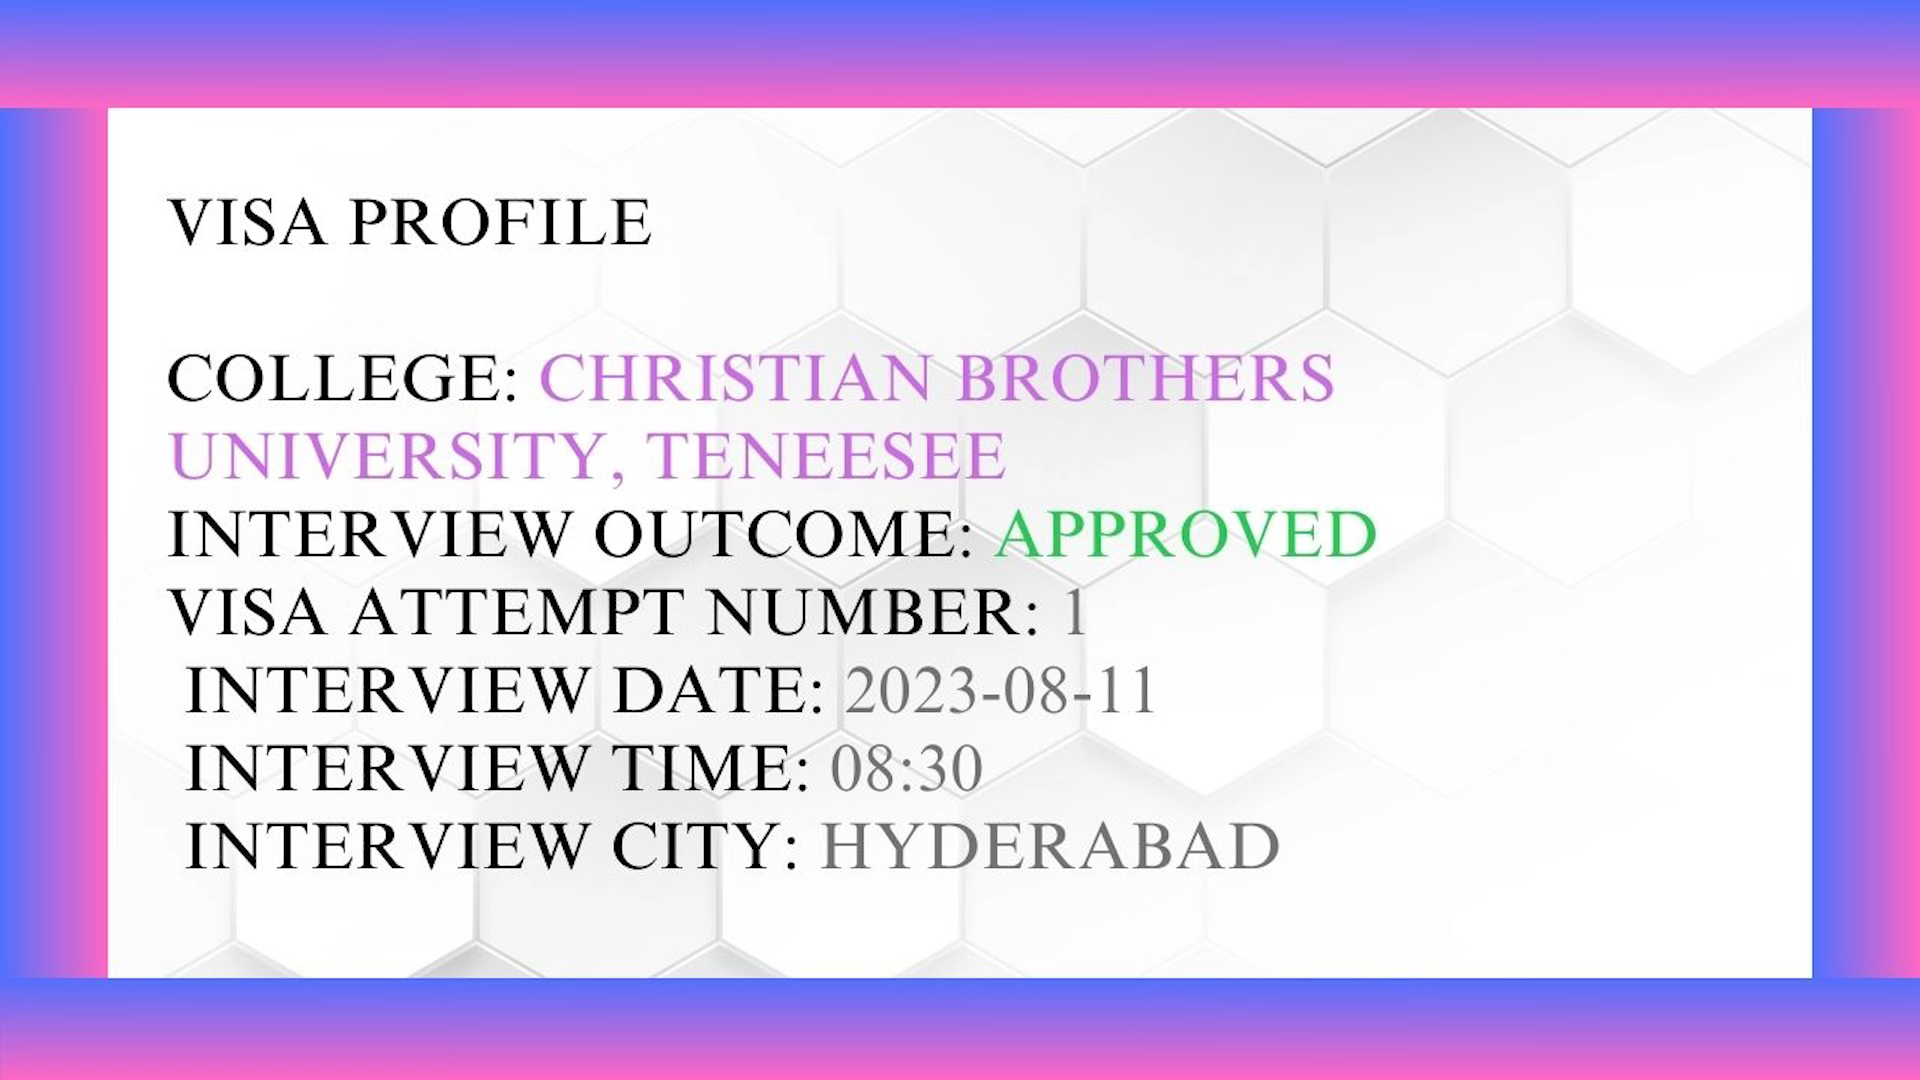 VISA PROFILE
COLLEGE: CHRISTIAN BROTHERS
UNIVERSITY, TENEESEE
INTERVIEW OUTCOME: APPROVED
VISA ATTEMPT NUMBER: 1
INTERVIEW DATE: 2023-08-11
INTERVIEW TIME: 08:30
INTERVIEW CITY: HYDERABAD